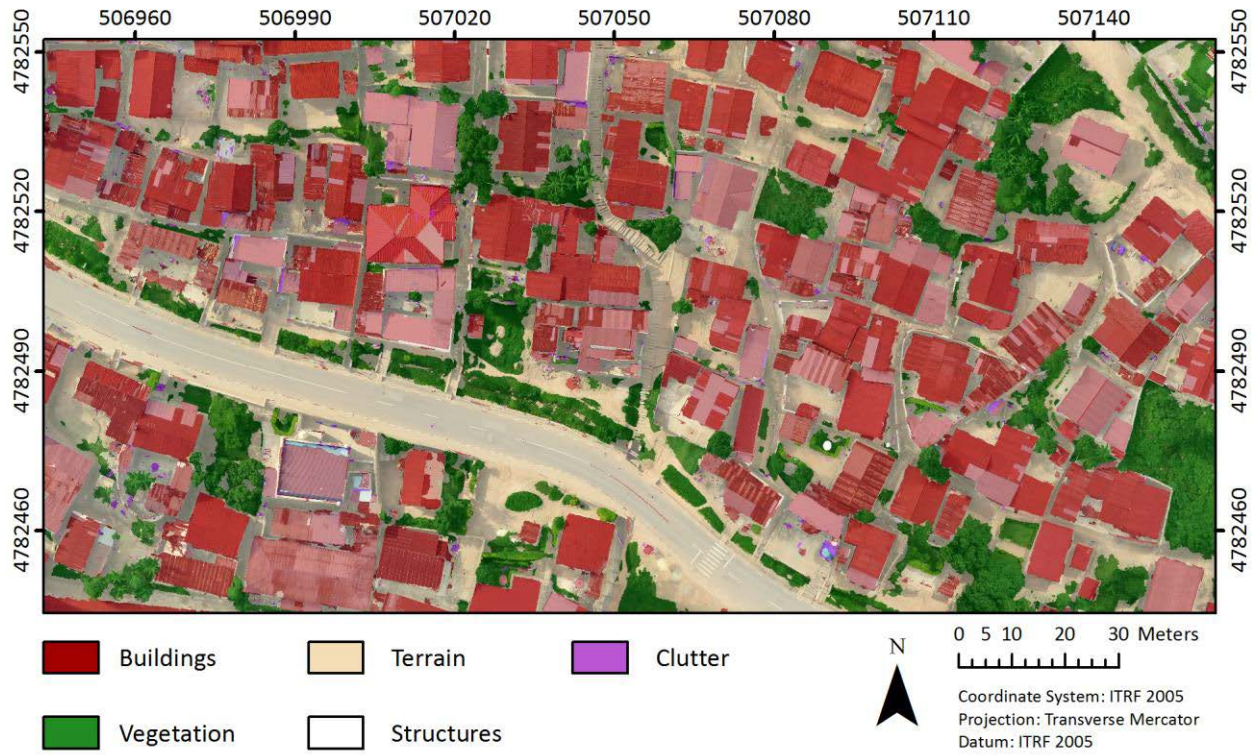 506960 506990 507020 507050 507080 507110 507140
4782550 4782550
4782520 4782520
4782490 4782490
4782460 4782460
Buildings Terrain Clutter
Vegetation Structures
N
0 5 10 20 30 Meters
Coordinate System: ITRF 2005
Projection: Transverse Mercator
Datum: ITRF 2005